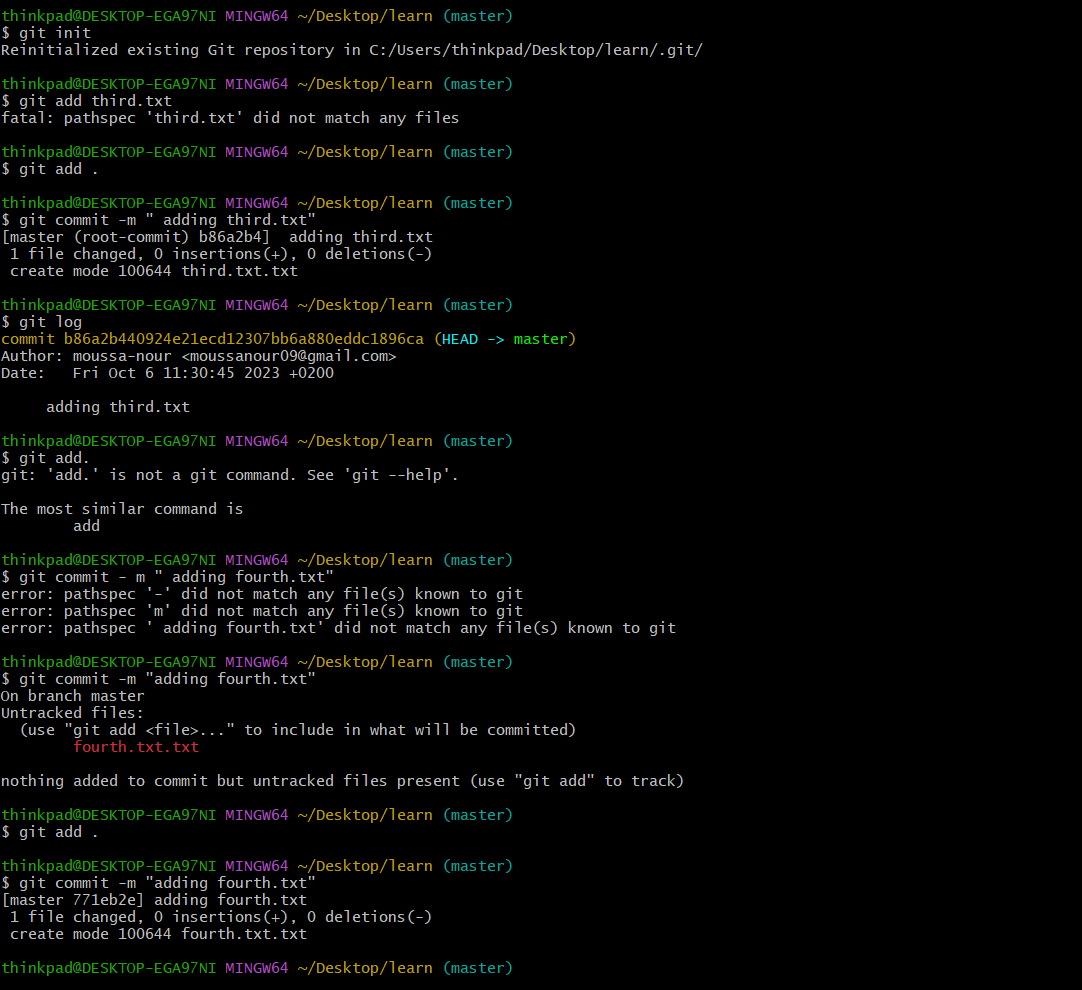 thinkpad@DESKTOP-EGA97NI MINGW64 ~/Desktop/learn (master)
$ git init
Reinitialized existing Git repository in C:/Users/thinkpad/Desktop/learn/.git/
thinkpad@DESKTOP-EGA97NI MINGW64 ~/Desktop/learn (master)
$ git add third.txt
fatal: pathspec 'third.txt' did not match any files
thinkpad@DESKTOP-EGA97NI MINGW64 ~/Desktop/learn (master)
$ git add .
thinkpad@DESKTOP-EGA97NI MINGW64 ~/Desktop/learn (master)
$ git commit -m " adding third.txt"
[master (root-commit) b86a2b4]  adding third.txt
 1 file changed, 0 insertions(+), 0 deletions(-)
 create mode 100644 third.txt.txt
thinkpad@DESKTOP-EGA97NI MINGW64 ~/Desktop/learn (master)
$ git log
commit b86a2b440924e21ecd12307bb6a880eddc1896ca (HEAD -> master)
Author: moussa-nour <moussanour09@gmail.com>
Date:   Fri Oct 6 11:30:45 2023 +0200
     adding third.txt
thinkpad@DESKTOP-EGA97NI MINGW64 ~/Desktop/learn (master)
$ git add.
git: 'add.' is not a git command. See 'git --help'.
The most similar command is
        add
thinkpad@DESKTOP-EGA97NI MINGW64 ~/Desktop/learn (master)
$ git commit - m " adding fourth.txt"
error: pathspec '-' did not match any file(s) known to git
error: pathspec 'm' did not match any file(s) known to git
error: pathspec ' adding fourth.txt' did not match any file(s) known to git
thinkpad@DESKTOP-EGA97NI MINGW64 ~/Desktop/learn (master)
$ git commit -m "adding fourth.txt"
On branch master
Untracked files:
  (use "git add <file>..." to include in what will be committed)
        fourth.txt.txt
nothing added to commit but untracked files present (use "git add" to track)
thinkpad@DESKTOP-EGA97NI MINGW64 ~/Desktop/learn (master)
$ git add .
thinkpad@DESKTOP-EGA97NI MINGW64 ~/Desktop/learn (master)
$ git commit -m "adding fourth.txt"
[master 771eb2e] adding fourth.txt
 1 file changed, 0 insertions(+), 0 deletions(-)
 create mode 100644 fourth.txt.txt
thinkpad@DESKTOP-EGA97NI MINGW64 ~/Desktop/learn (master)